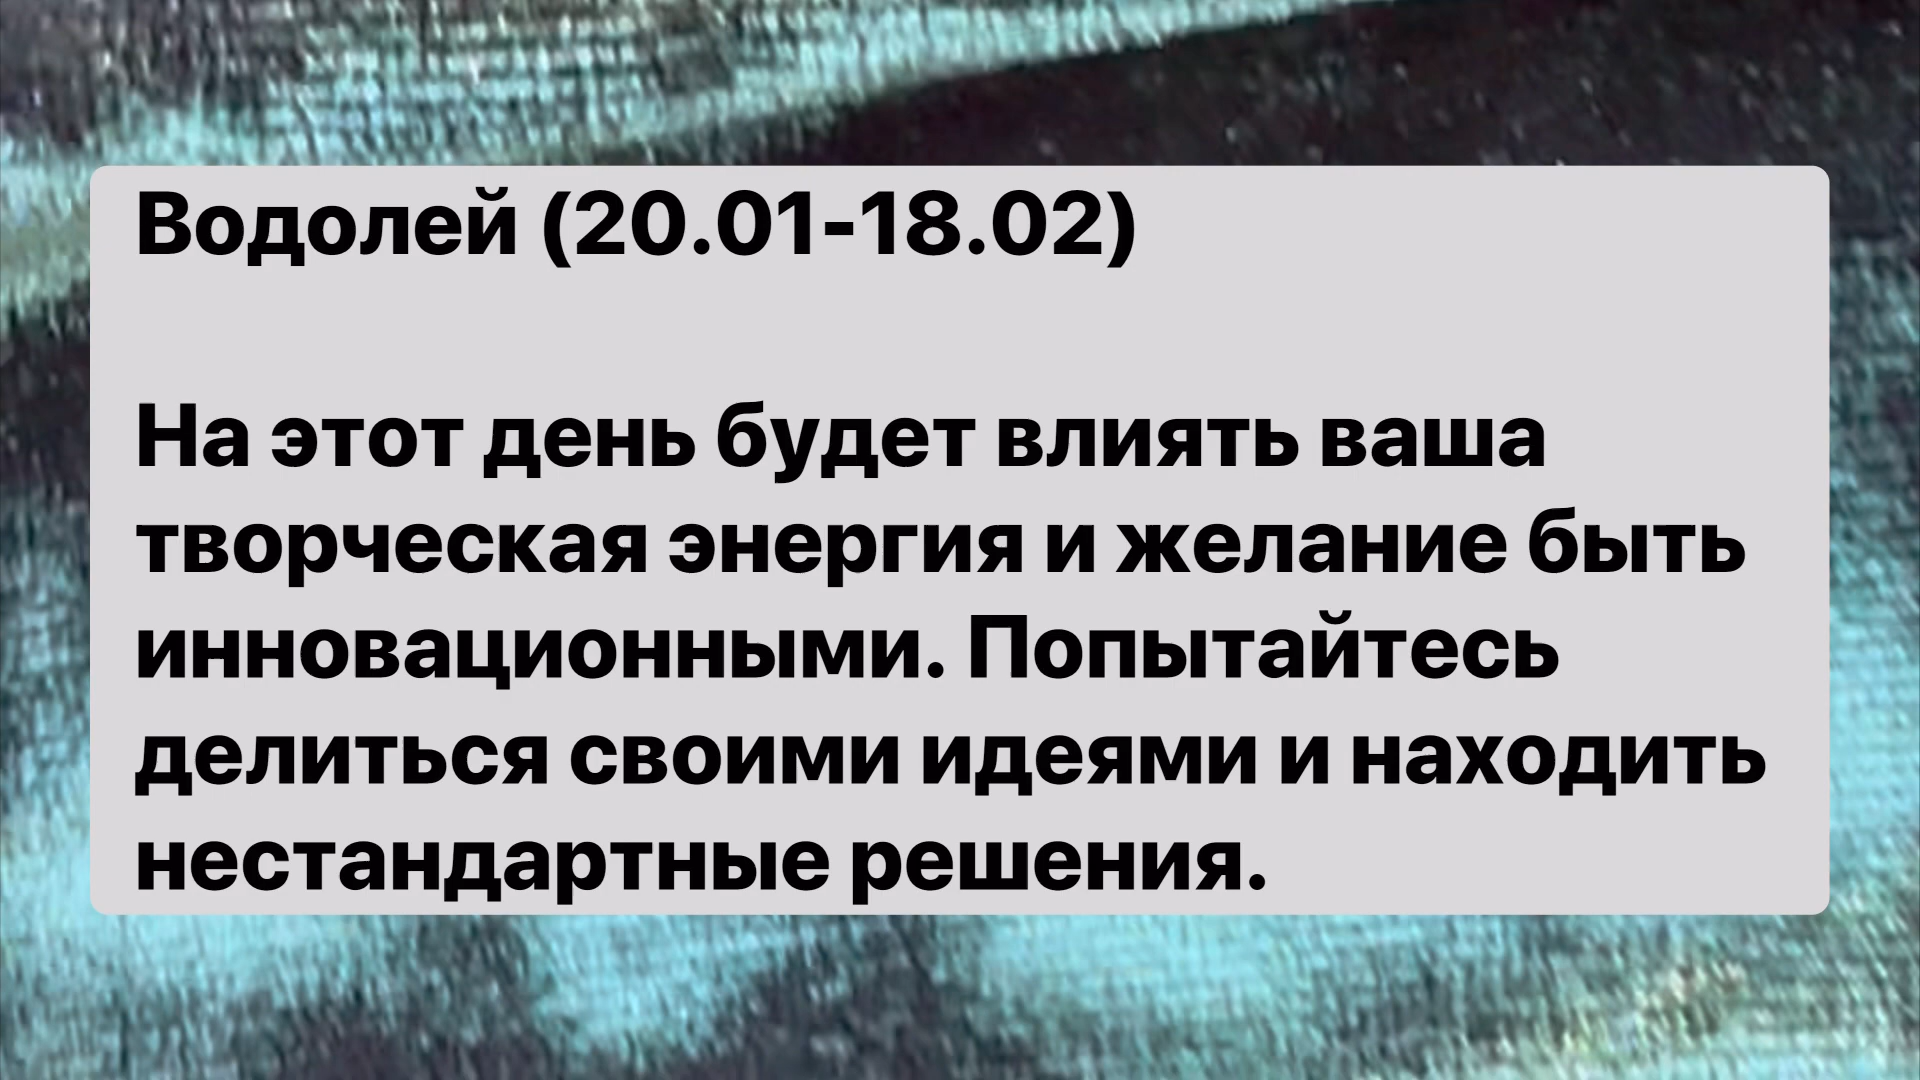 Водолей (20.01-18.02)
На этот день будет влиять ваша
творческая энергия и желание быть
инновационными. Попытайтесь
делиться своими идеями и находить
нестандартные решения.